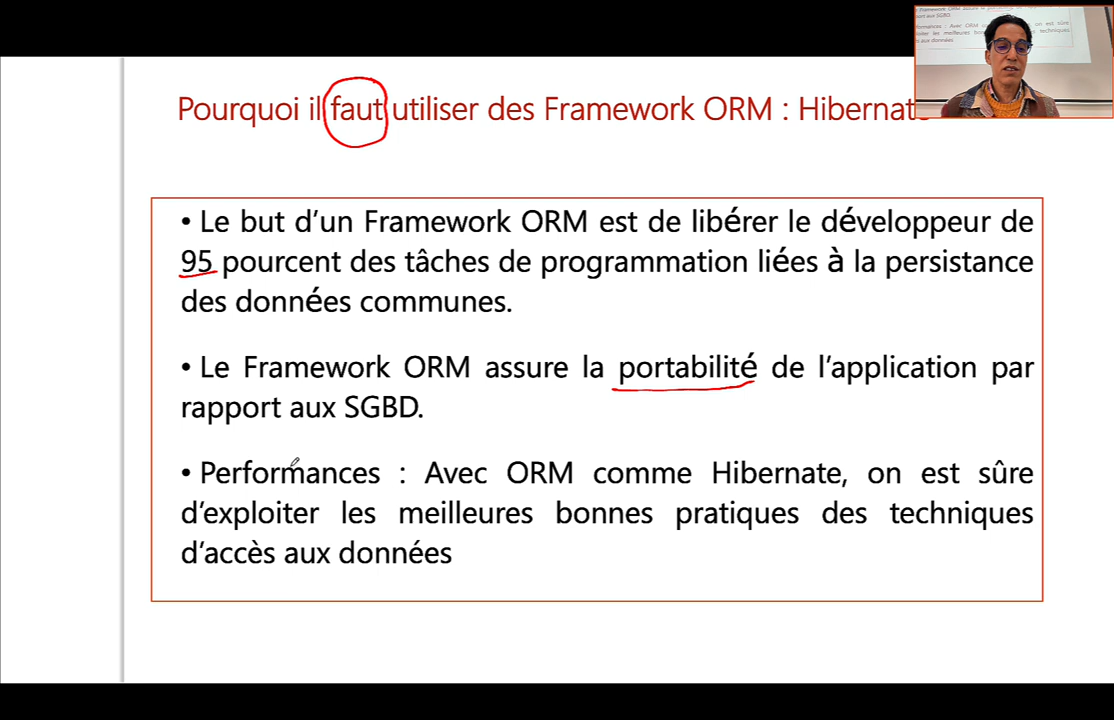 Pourquoi il faut utiliser des Framework ORM : Hibernate
• Le but d’un Framework ORM est de libérer le développeur de
95 pourcent des tâches de programmation liées à la persistance
des données communes.
• Le Framework ORM assure la portabilité de l’application par
rapport aux SGBD.
• Performances : Avec ORM comme Hibernate, on est sûre
d’exploiter les meilleures bonnes pratiques des techniques
d’accès aux données